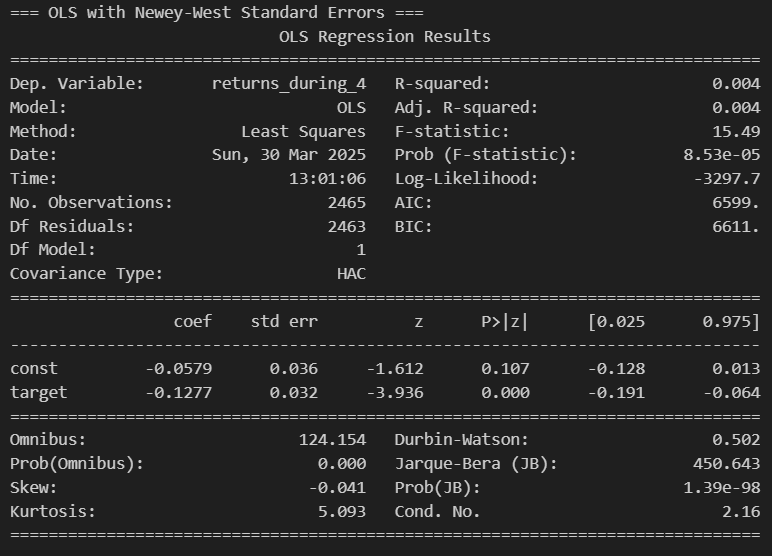 === OLS with Newey-West Standard Errors ===
OLS Regression Results
==============================================================================
Dep. Variable: returns_during_4 R-squared: 0.004
Model: OLS Adj. R-squared: 0.004
Method: Least Squares F-statistic: 15.49
Date: Sun, 30 Mar 2025 Prob (F-statistic): 8.53e-05
Time: 13:01:06 Log-Likelihood: -3297.7
No. Observations: 2465 AIC: 6599.
Df Residuals: 2463 BIC: 6611.
Df Model: 1
Covariance Type: HAC
==============================================================================
coef std err z P>|z| [0.025 0.975]
------------------------------------------------------------------------------
const -0.0579 0.036 -1.612 0.107 -0.128 0.013
target -0.1277 0.032 -3.936 0.000 -0.191 -0.064
==============================================================================
Omnibus: 124.154 Durbin-Watson: 0.502
Prob(Omnibus): 0.000 Jarque-Bera (JB): 450.643
Skew: -0.041 Prob(JB): 1.39e-98
Kurtosis: 5.093 Cond. No. 2.16
==============================================================================